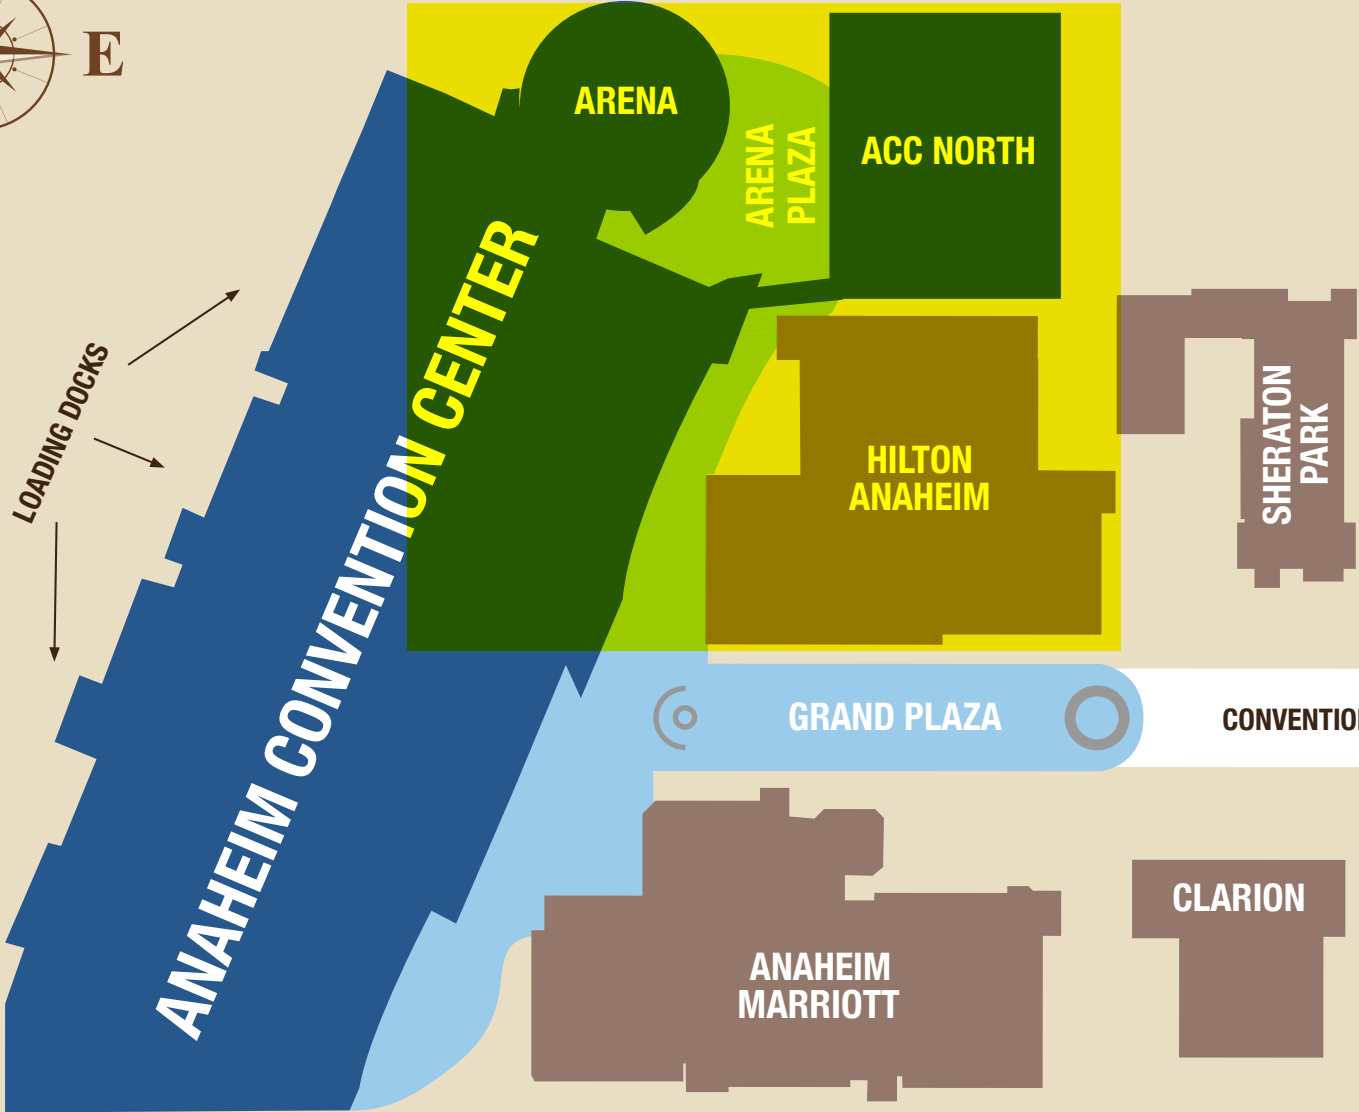 E
ARENA
ARENA
PLAZA
ACC NORTH
LOADING DOCKS
ANAHEIM CONVENTION CENTER
HILTON
ANAHEIM
SHERATON
PARK
GRAND PLAZA
CONVENTIO
ANAHEIM
MARRIOTT
CLARION